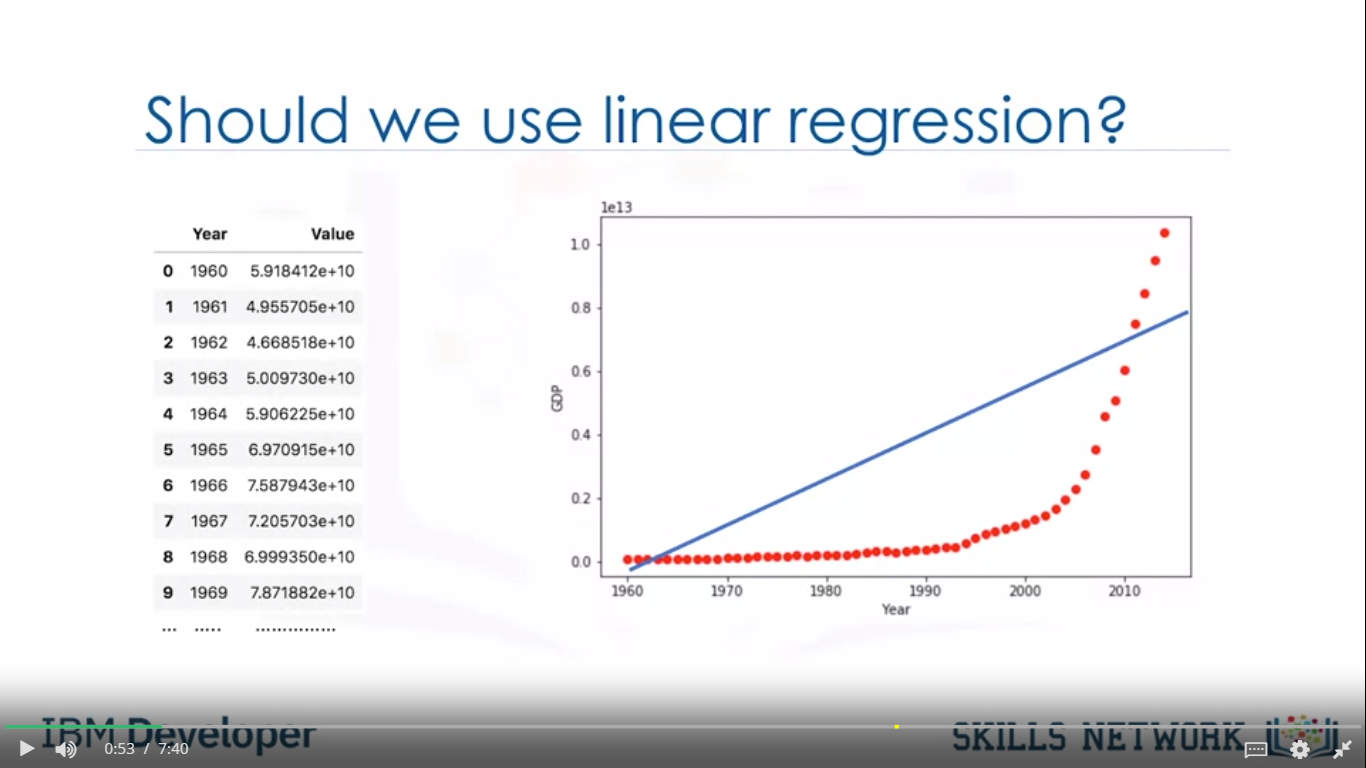 Should we use linear regression?
Year Value
0 1960 5.918412e+10
1 1961 4.955705e+10
2 1962 4.668518e+10
3 1963 5.009730e+10
4 1964 5.906225e+10
5 1965 6.970915e+10
6 1966 7.587943e+10
7 1967 7.205703e+10
8 1968 6.999350e+10
9 1969 7.871882e+10
... ..... ...............
1e13
1.0
0.8
0.6
0.4
0.2
0.0
GDP
1960 1970 1980 1990 2000 2010
Year
IBM Developer
SKILLS NETWORK
0:53 / 7:40